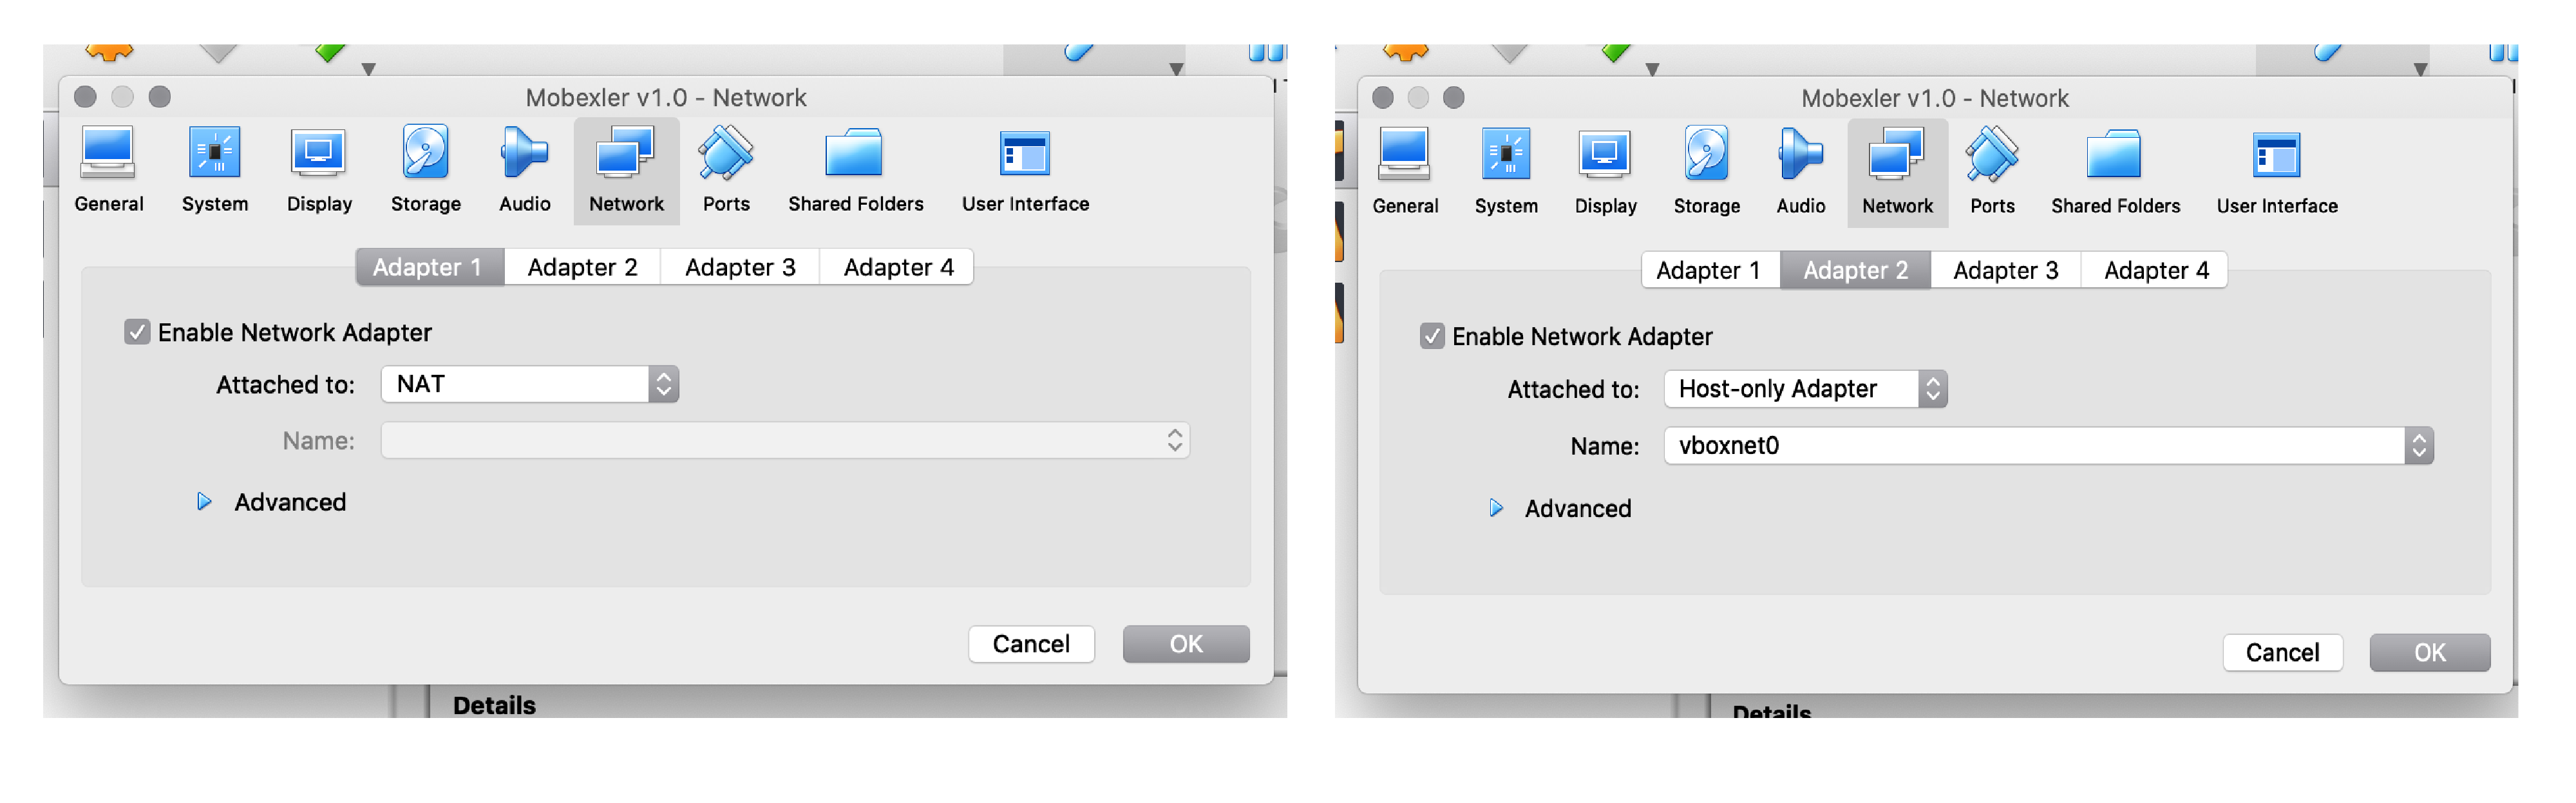 Mobexler v1.0 - Network
General System Display Storage Audio Network Ports Shared Folders User Interface
Adapter 1 Adapter 2 Adapter 3 Adapter 4
Enable Network Adapter
Attached to: NAT
Name:
Advanced
Cancel OK
Details
Mobexler v1.0 - Network
General System Display Storage Audio Network Ports Shared Folders User Interface
Adapter 1 Adapter 2 Adapter 3 Adapter 4
Enable Network Adapter
Attached to: Host-only Adapter
Name: vboxnet0
Advanced
Cancel OK
Details